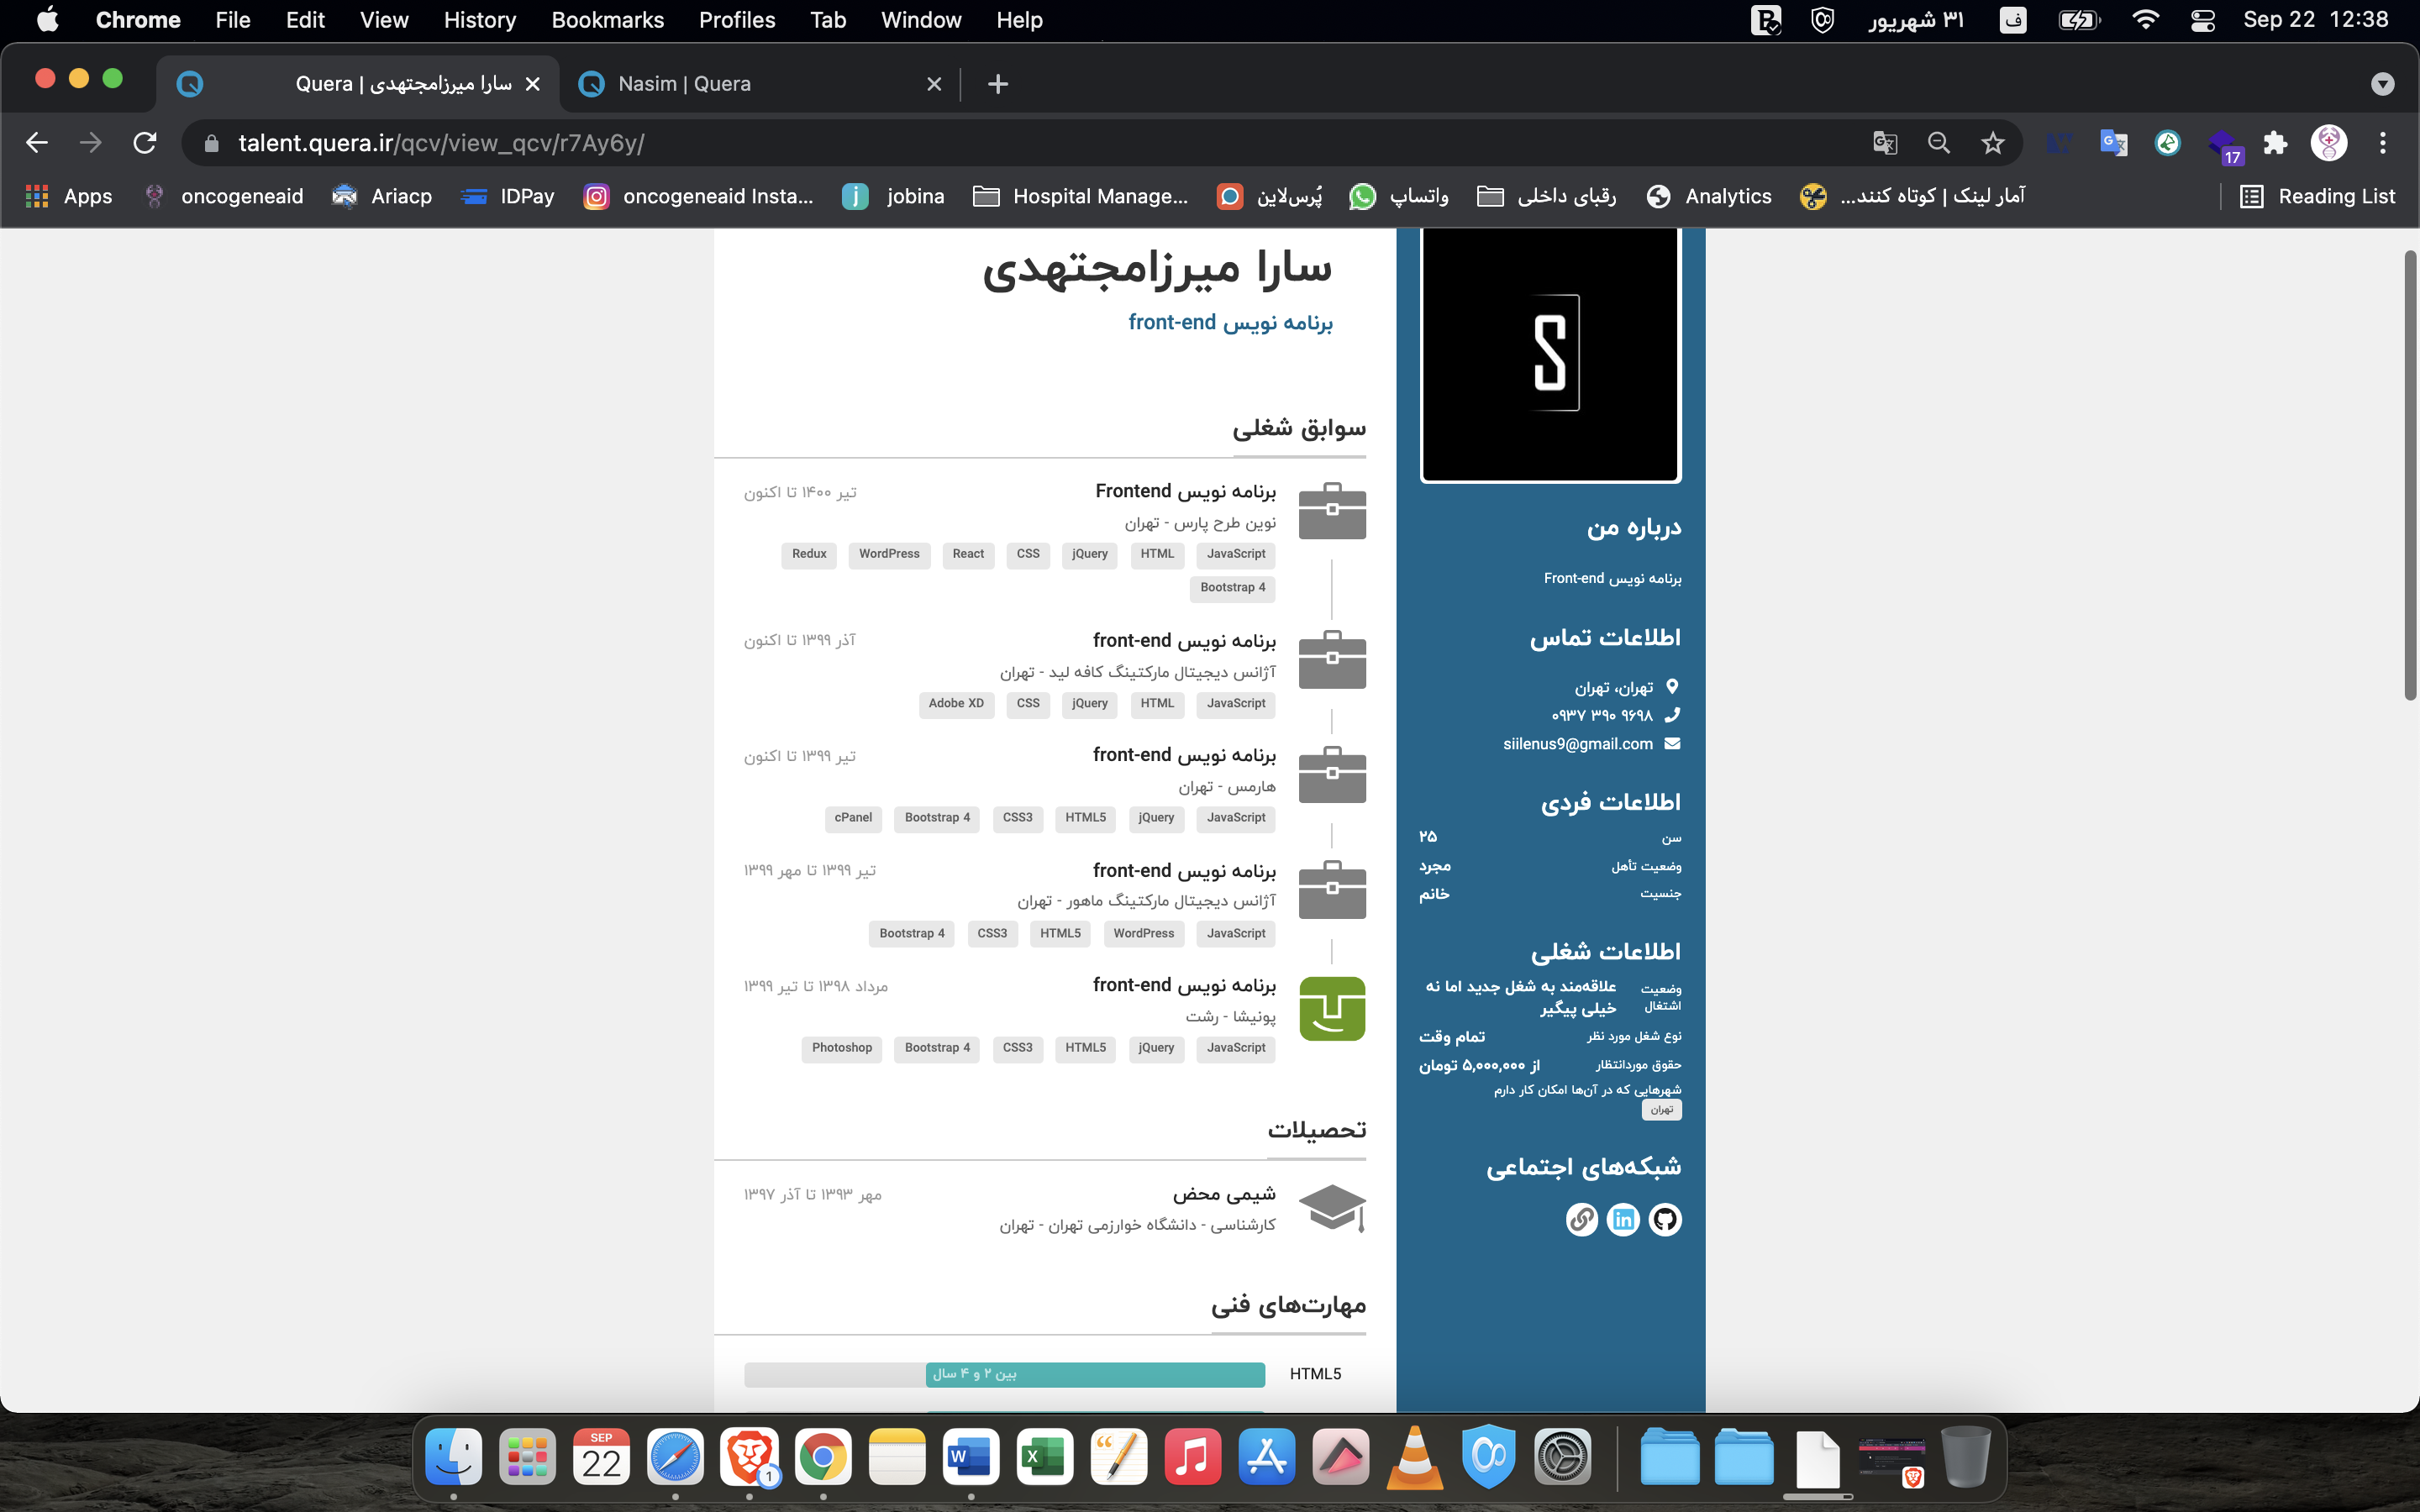 Chrome File Edit View History Bookmarks Profiles Tab Window Help
۳۱ شهریور ف Sep 22 12:38
سارا میرزامجتهدی | Quera
Nasim | Quera
talent.quera.ir/qcv/view_qcv/r7Ay6y/
17
Apps oncogeneaid Ariacp IDPay oncogeneaid Insta... jobina Hospital Manage... پُرس‌لاین واتساپ رقبای داخلی Analytics آمار لینک | کوتاه کنند... Reading List
سارا میرزامجتهدی
برنامه نویس front-end
سوابق شغلی
برنامه نویس Frontend
تیر ۱۴۰۰ تا اکنون
نوین طرح پارس - تهران
JavaScript HTML jQuery CSS React WordPress Redux
Bootstrap 4
برنامه نویس front-end
آذر ۱۳۹۹ تا اکنون
آژانس دیجیتال مارکتینگ کافه لید - تهران
JavaScript HTML jQuery CSS Adobe XD
برنامه نویس front-end
تیر ۱۳۹۹ تا اکنون
هارمس - تهران
JavaScript jQuery HTML5 CSS3 Bootstrap 4 cPanel
برنامه نویس front-end
تیر ۱۳۹۹ تا مهر ۱۳۹۹
آژانس دیجیتال مارکتینگ ماهور - تهران
JavaScript WordPress HTML5 CSS3 Bootstrap 4
برنامه نویس front-end
مرداد ۱۳۹۸ تا تیر ۱۳۹۹
پونیشا - رشت
JavaScript jQuery HTML5 CSS3 Bootstrap 4 Photoshop
تحصیلات
شیمی محض
مهر ۱۳۹۳ تا آذر ۱۳۹۷
کارشناسی - دانشگاه خوارزمی تهران - تهران
مهارت‌های فنی
HTML5
بین ۲ و ۴ سال
S
درباره من
برنامه نویس Front-end
اطلاعات تماس
تهران، تهران
۰۹۳۷ ۳۹۰ ۹۶۹۸
siilenus9@gmail.com
اطلاعات فردی
سن ۲۵
وضعیت تأهل مجرد
جنسیت خانم
اطلاعات شغلی
وضعیت اشتغال علاقه‌مند به شغل جدید اما نه
خیلی پیگیر
نوع شغل مورد نظر تمام وقت
حقوق موردانتظار از ۵,۰۰۰,۰۰۰ تومان
شهرهایی که در آن‌ها امکان کار دارم
تهران
شبکه‌های اجتماعی
SEP
22
1